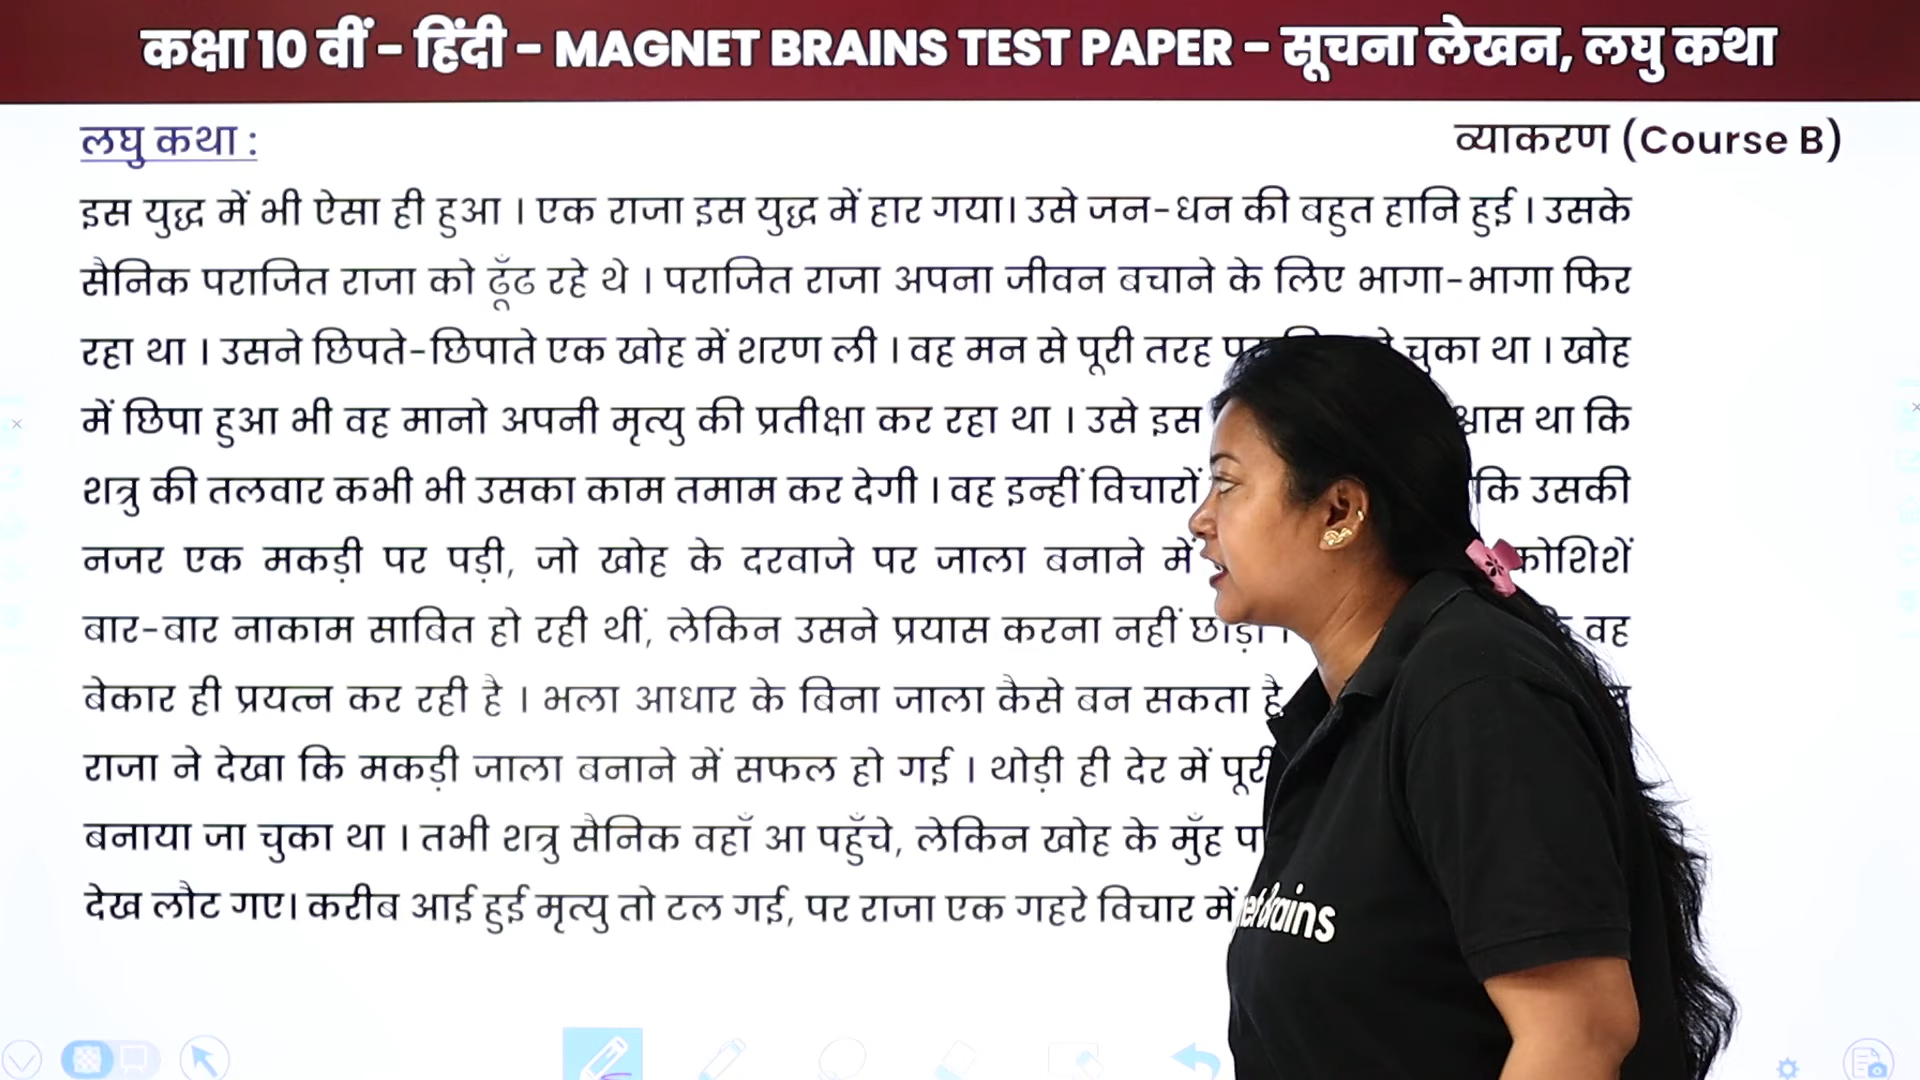 कक्षा 10 वीं - हिंदी - MAGNET BRAINS TEST PAPER - सूचना लेखन, लघु कथा
लघु कथा :
व्याकरण (Course B)
इस युद्ध में भी ऐसा ही हुआ । एक राजा इस युद्ध में हार गया। उसे जन-धन की बहुत हानि हुई । उसके
सैनिक पराजित राजा को ढूँढ रहे थे । पराजित राजा अपना जीवन बचाने के लिए भागा-भागा फिर
रहा था । उसने छिपते-छिपाते एक खोह में शरण ली । वह मन से पूरी तरह चुका था । खोह
में छिपा हुआ भी वह मानो अपनी मृत्यु की प्रतीक्षा कर रहा था । उसे इस था कि
शत्रु की तलवार कभी भी उसका काम तमाम कर देगी । वह इन्हीं विचारों कि उसकी
नजर एक मकड़ी पर पड़ी, जो खोह के दरवाजे पर जाला बनाने में कोशिशें
बार-बार नाकाम साबित हो रही थीं, लेकिन उसने प्रयास करना नहीं छोड़ा । वह
बेकार ही प्रयत्न कर रही है । भला आधार के बिना जाला कैसे बन सकता है
राजा ने देखा कि मकड़ी जाला बनाने में सफल हो गई । थोड़ी ही देर में पूरी
बनाया जा चुका था । तभी शत्रु सैनिक वहाँ आ पहुँचे, लेकिन खोह के मुँह
देख लौट गए। करीब आई हुई मृत्यु तो टल गई, पर राजा एक गहरे विचार में